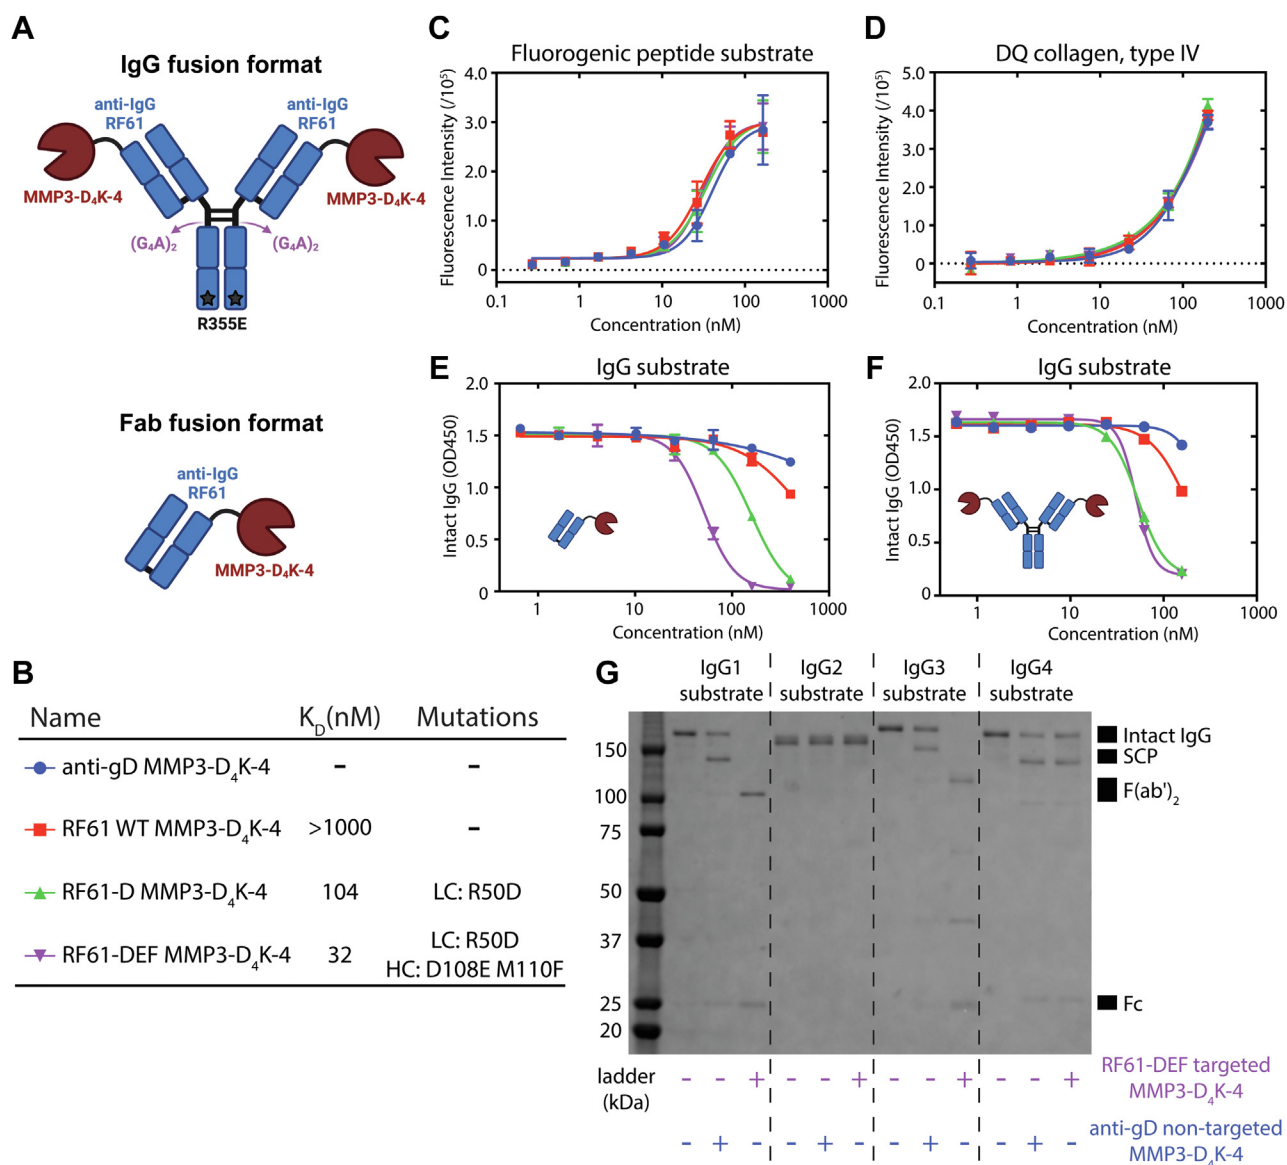 A
IgG fusion format
anti-IgG
RF61
anti-IgG
RF61
MMP3-D₄K-4
MMP3-D₄K-4
(G₄A)₂
(G₄A)₂
R355E
Fab fusion format
anti-IgG
RF61
MMP3-D₄K-4
B
Name K_D(nM) Mutations
anti-gD MMP3-D₄K-4 – –
RF61 WT MMP3-D₄K-4 >1000 –
RF61-D MMP3-D₄K-4 104 LC: R50D
RF61-DEF MMP3-D₄K-4 32 LC: R50D
HC: D108E M110F
C
Fluorogenic peptide substrate
Fluorescence Intensity (/10⁵)
4.0
3.0
2.0
1.0
0
0.1 1 10 100 1000
Concentration (nM)
D
DQ collagen, type IV
Fluorescence Intensity (/10⁵)
5.0
4.0
3.0
2.0
1.0
0
0.1 1 10 100 1000
Concentration (nM)
E
IgG substrate
Intact IgG (OD450)
2.0
1.5
1.0
0.5
0
1 10 100 1000
Concentration (nM)
F
IgG substrate
Intact IgG (OD450)
2.0
1.5
1.0
0.5
0
1 10 100 1000
Concentration (nM)
G
IgG1
substrate
IgG2
substrate
IgG3
substrate
IgG4
substrate
150
100
75
50
37
25
20
Intact IgG
SCP
F(ab')₂
Fc
ladder
(kDa)
- - + - - + - - + - - +
RF61-DEF targeted
MMP3-D₄K-4
- + - - + - - + - - + -
anti-gD non-targeted
MMP3-D₄K-4